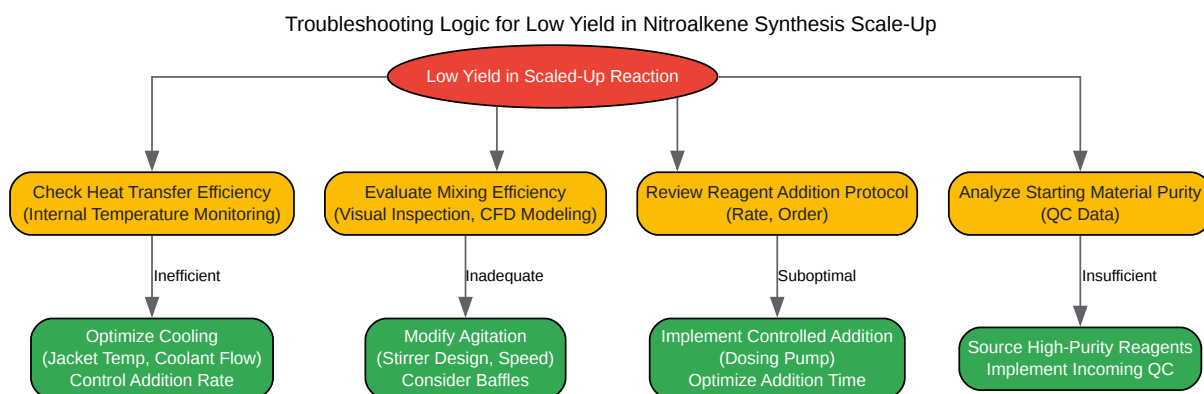 Troubleshooting Logic for Low Yield in Nitroalkene Synthesis Scale-Up
Low Yield in Scaled-Up Reaction
Check Heat Transfer Efficiency
(Internal Temperature Monitoring)
Evaluate Mixing Efficiency
(Visual Inspection, CFD Modeling)
Review Reagent Addition Protocol
(Rate, Order)
Analyze Starting Material Purity
(QC Data)
Inefficient
Inadequate
Suboptimal
Insufficient
Optimize Cooling
(Jacket Temp, Coolant Flow)
Control Addition Rate
Modify Agitation
(Stirrer Design, Speed)
Consider Baffles
Implement Controlled Addition
(Dosing Pump)
Optimize Addition Time
Source High-Purity Reagents
Implement Incoming QC